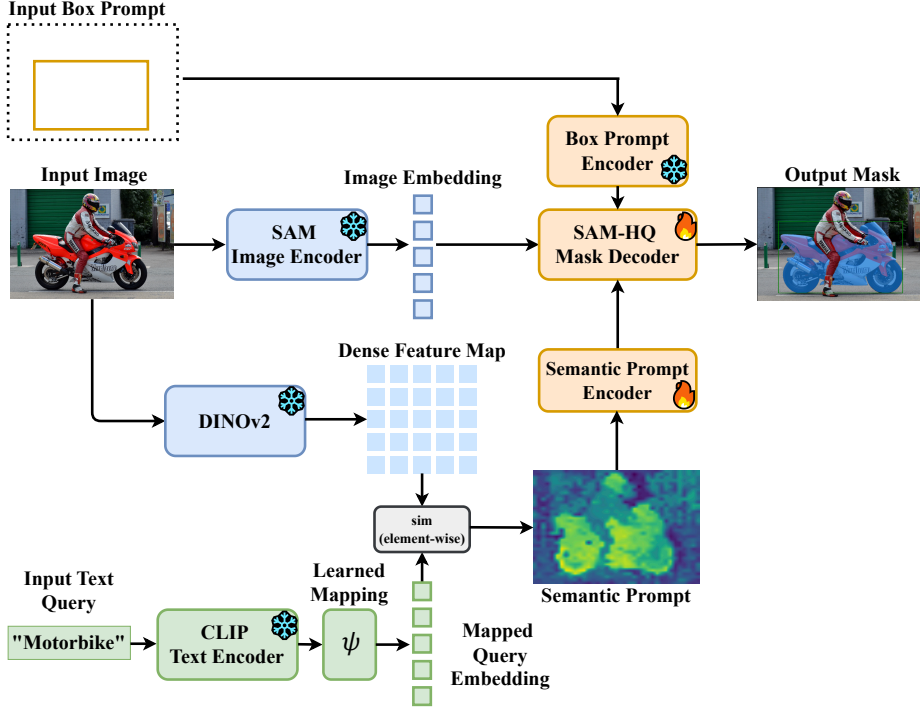 Input Box Prompt
Box Prompt
Encoder
Input Image
Image Embedding
Output Mask
SAM
Image Encoder
SAM-HQ
Mask Decoder
Dense Feature Map
Semantic Prompt
Encoder
DINOv2
sim
(element-wise)
Semantic Prompt
Input Text
Query
Learned
Mapping
"Motorbike"
CLIP
Text Encoder
ψ
Mapped
Query
Embedding